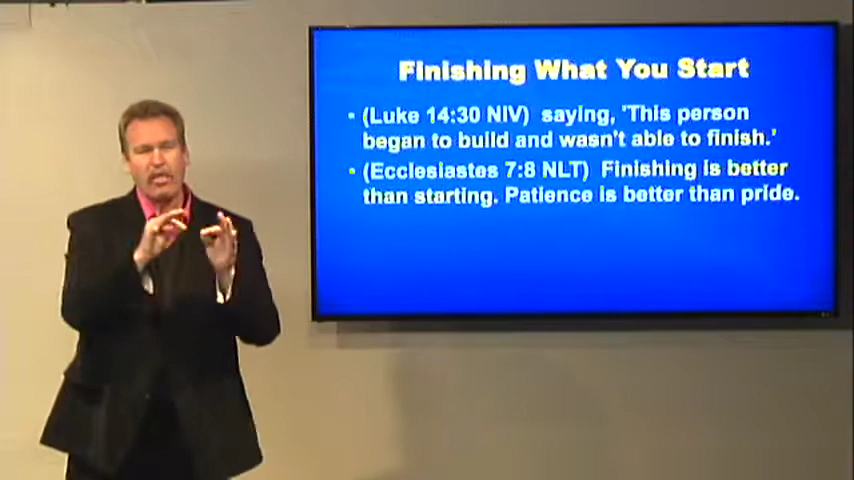 Finishing What You Start
• (Luke 14:30 NIV) saying, 'This person
began to build and wasn't able to finish.'
• (Ecclesiastes 7:8 NLT) Finishing is better
than starting. Patience is better than pride.